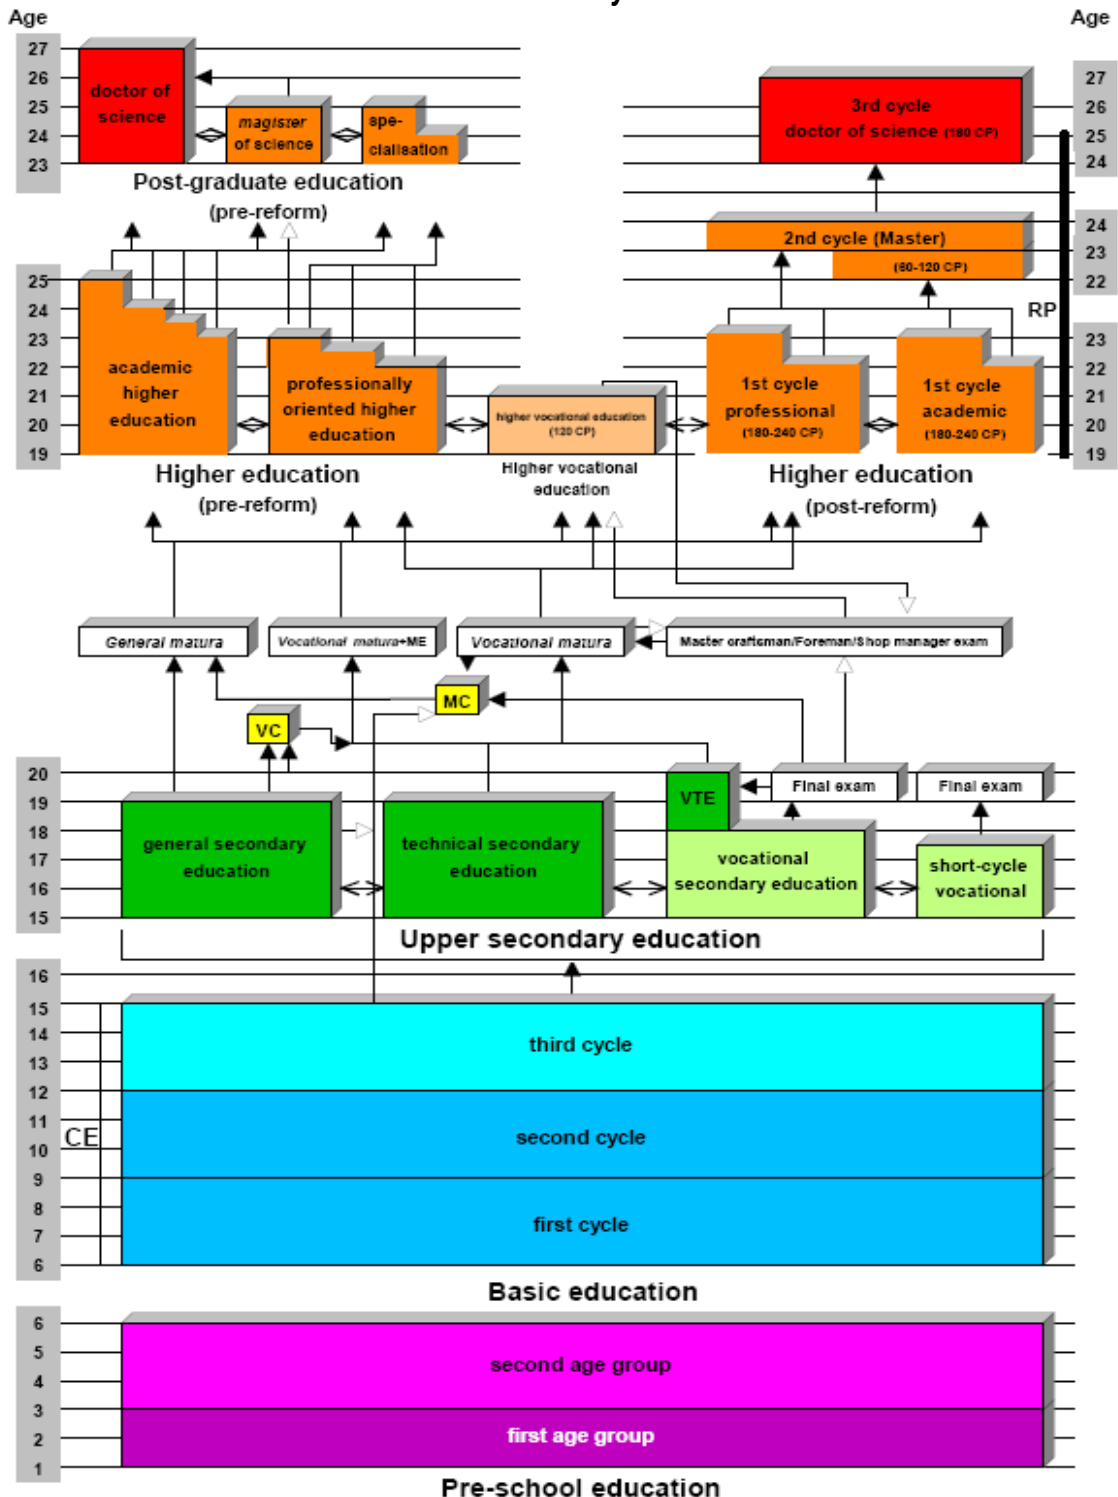 Age
Age
27
26
25
24
23
doctor of
science
magister
of science
spe-
cialisation
Post-graduate education
(pre-reform)
27
26
25
24
3rd cycle
doctor of science (180 CP)
24
23
22
2nd cycle (Master)
(60-120 CP)
RP
25
24
23
22
21
20
19
academic
higher
education
professionally
oriented higher
education
higher vocational education
(120 CP)
1st cycle
professional
(180-240 CP)
1st cycle
academic
(180-240 CP)
23
22
21
20
19
Higher education
(pre-reform)
Higher vocational
education
Higher education
(post-reform)
General matura
Vocational matura+ME
Vocational matura
Master craftsman/Foreman/Shop manager exam
MC
VC
20
19
18
17
16
15
VTE
Final exam
Final exam
general secondary
education
technical secondary
education
vocational
secondary education
short-cycle
vocational
Upper secondary education
16
15
14
13
12
11
10
9
8
7
6
CE
third cycle
second cycle
first cycle
Basic education
6
5
4
3
2
1
second age group
first age group
Pre-school education